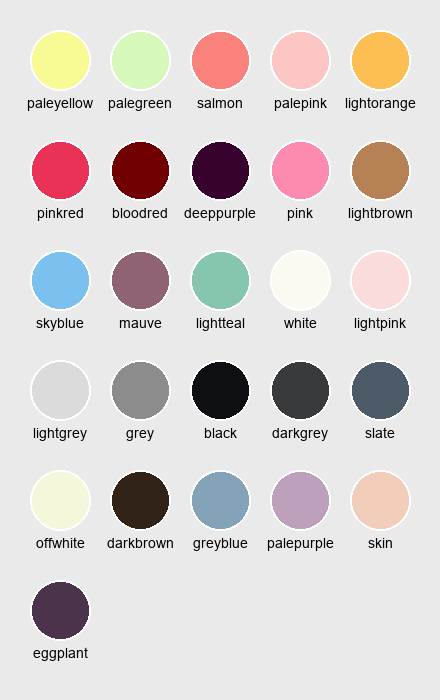 paleyellow palegreen salmon palepink lightorange
pinkred bloodred deeppurple pink lightbrown
skyblue mauve lightteal white lightpink
lightgrey grey black darkgrey slate
offwhite darkbrown greyblue palepurple skin
eggplant